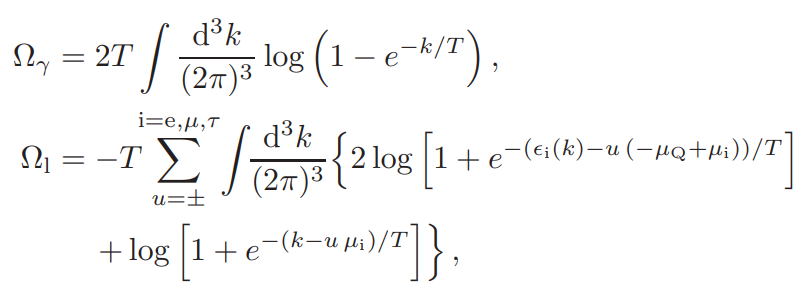 Ω_γ = 2T ∫ d³k/(2π)³ log (1 − e^{−k/T}) ,
Ω_l = −T ∑_{u=±}^{i=e,μ,τ} ∫ d³k/(2π)³ {2 log [1 + e^{−(ϵ_i(k)−u (−μ_Q+μ_i))/T}]
+ log [1 + e^{−(k−u μ_i)/T}]} ,